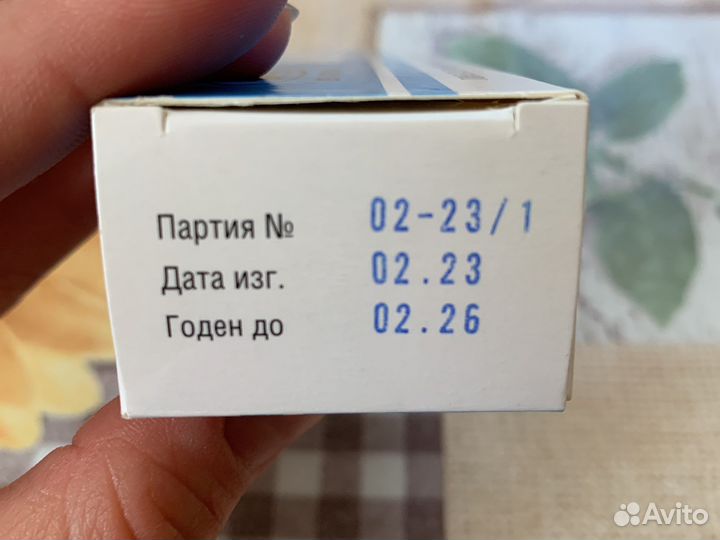 Партия № 02-23/1
Дата изг. 02.23
Годен до 02.26
Avito